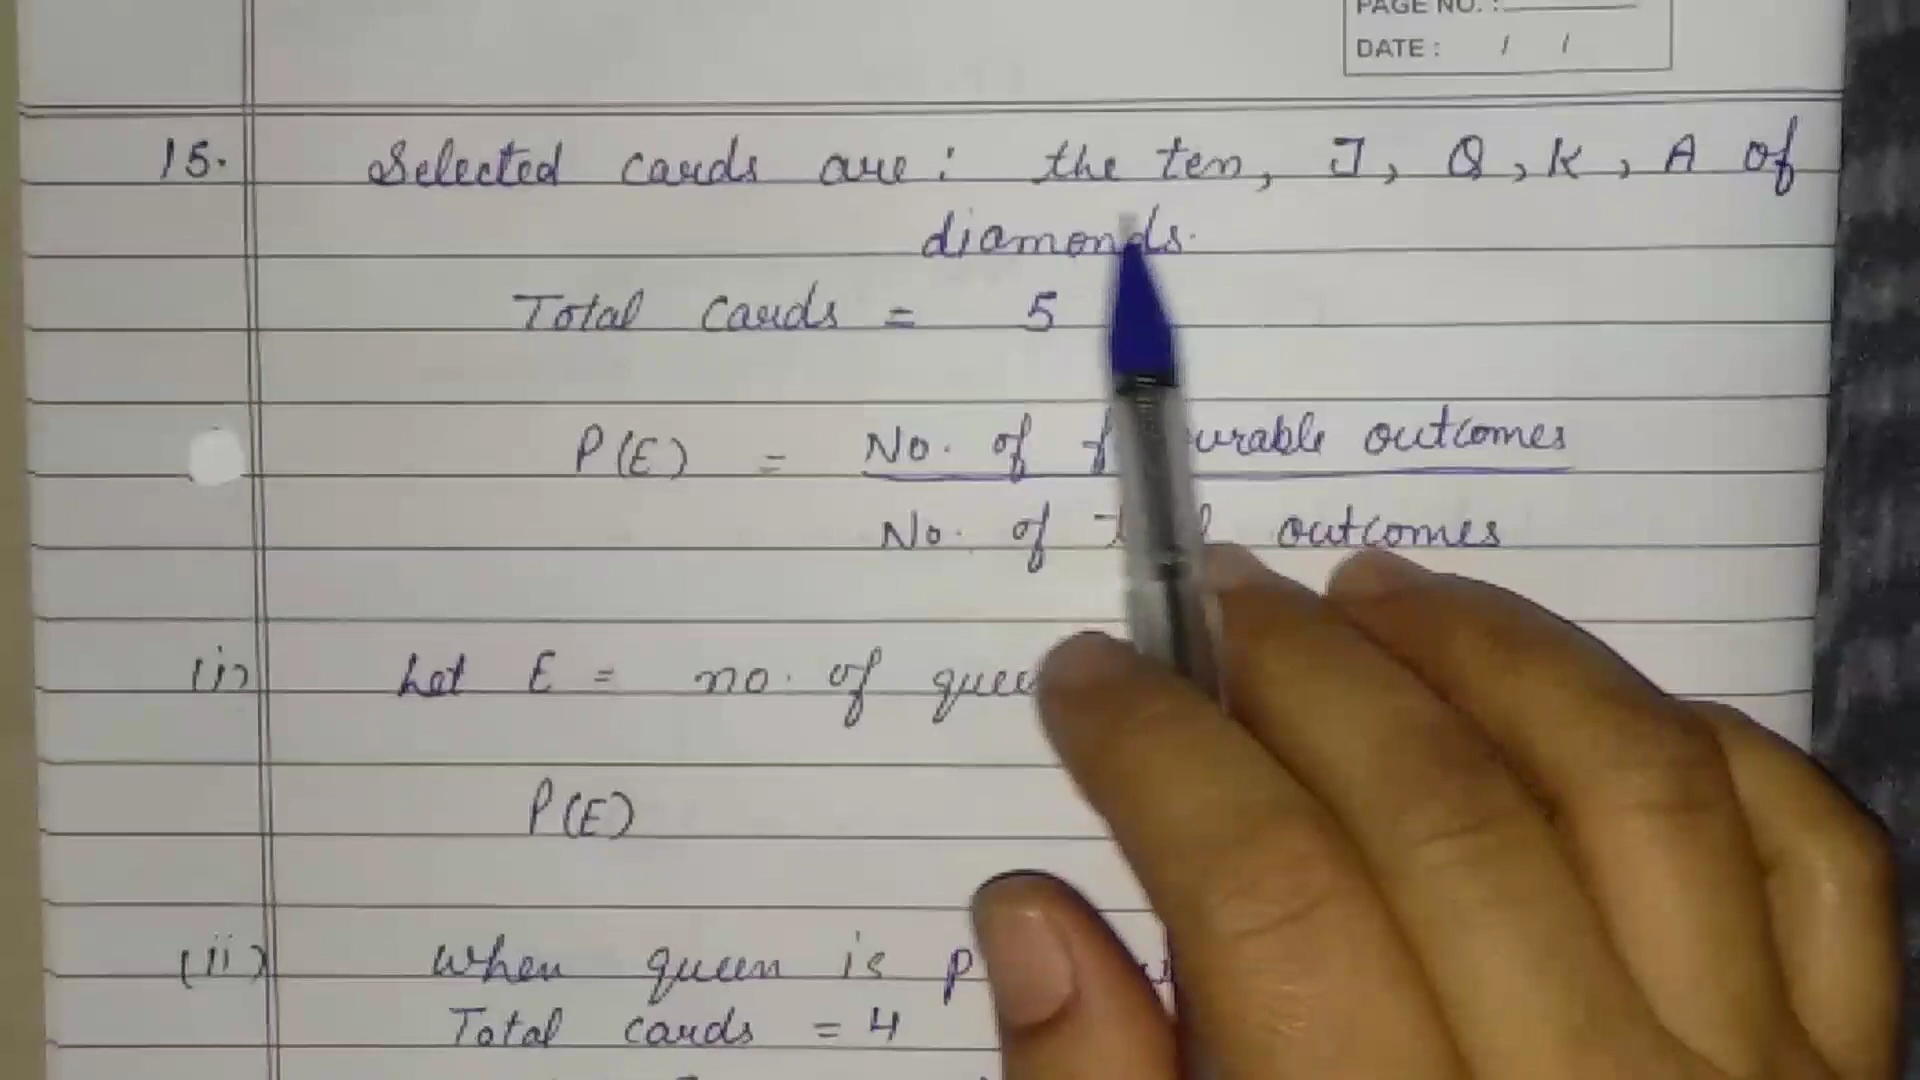 PAGE NO. :
DATE : / /
15. Selected cards are: the ten, J, Q, K, A of
diamonds.
Total cards = 5
P(E) = No. of outcomes
No. of outcomes
(i) Let E = no. of
P(E)
(ii) When queen is
Total cards = 4